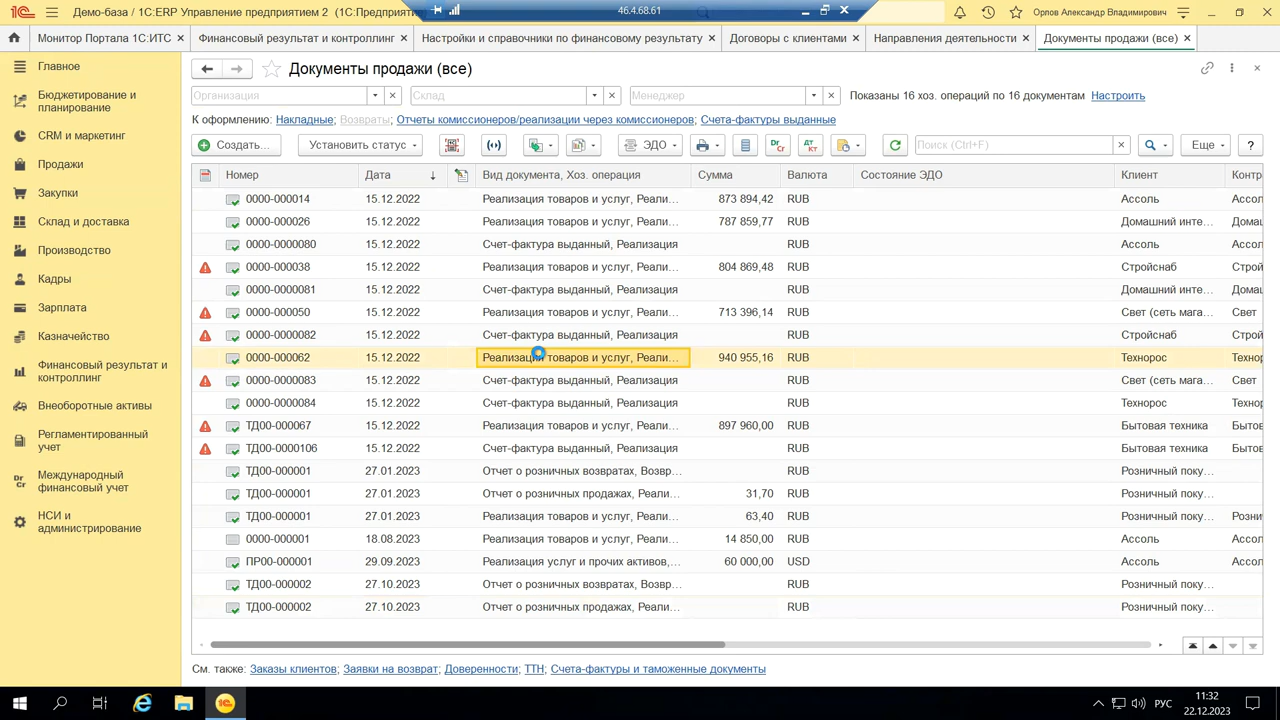 Демо-база / 1С:ERP Управление предприятием 2 (1С:Предприятие
46.4.68.61
Орлов Александр Владимирович
Монитор Портала 1С:ИТС
Финансовый результат и контроллинг
Настройки и справочники по финансовому результату
Договоры с клиентами
Направления деятельности
Документы продажи (все)
Главное
Бюджетирование и планирование
CRM и маркетинг
Продажи
Закупки
Склад и доставка
Производство
Кадры
Зарплата
Казначейство
Финансовый результат и контроллинг
Внеоборотные активы
Регламентированный учет
Международный финансовый учет
НСИ и администрирование
Документы продажи (все)
Организация Склад Менеджер Показаны 16 хоз. операций по 16 документам Настроить
К оформлению: Накладные; Возвраты; Отчеты комиссионеров/реализации через комиссионеров; Счета-фактуры выданные
Создать... Установить статус ЭДО Поиск (Ctrl+F) Еще ?
Номер Дата Вид документа, Хоз. операция Сумма Валюта Состояние ЭДО Клиент Контр
0000-000014 15.12.2022 Реализация товаров и услуг, Реали... 873 894,42 RUB Ассоль Ассол
0000-000026 15.12.2022 Реализация товаров и услуг, Реали... 787 859,77 RUB Домашний инте... Домац
0000-0000080 15.12.2022 Счет-фактура выданный, Реализация RUB Ассоль Ассол
0000-000038 15.12.2022 Реализация товаров и услуг, Реали... 804 869,48 RUB Стройснаб Строй
0000-0000081 15.12.2022 Счет-фактура выданный, Реализация RUB Домашний инте... Домац
0000-000050 15.12.2022 Реализация товаров и услуг, Реали... 713 396,14 RUB Свет (сеть мага... Свет
0000-0000082 15.12.2022 Счет-фактура выданный, Реализация RUB Стройснаб Строй
0000-000062 15.12.2022 Реализация товаров и услуг, Реали... 940 955,16 RUB Технорос Техно
0000-0000083 15.12.2022 Счет-фактура выданный, Реализация RUB Свет (сеть мага... Свет
0000-0000084 15.12.2022 Счет-фактура выданный, Реализация RUB Технорос Техно
ТД00-000067 15.12.2022 Реализация товаров и услуг, Реали... 897 960,00 RUB Бытовая техника Бытов
ТД00-0000106 15.12.2022 Счет-фактура выданный, Реализация RUB Бытовая техника Бытов
ТД00-000001 27.01.2023 Отчет о розничных возвратах, Возвр... RUB Розничный поку...
ТД00-000001 27.01.2023 Отчет о розничных продажах, Реали... 31,70 RUB Розничный поку...
ТД00-000001 27.01.2023 Реализация товаров и услуг, Реали... 63,40 RUB Розничный поку... Розни
0000-000001 18.08.2023 Реализация товаров и услуг, Реали... 14 850,00 RUB Ассоль Ассол
ПР00-000001 29.09.2023 Реализация услуг и прочих активов, 60 000,00 USD Ассоль Ассол
ТД00-000002 27.10.2023 Отчет о розничных возвратах, Возвр... RUB Розничный поку...
ТД00-000002 27.10.2023 Отчет о розничных продажах, Реали... RUB Розничный поку...
См. также: Заказы клиентов; Заявки на возврат; Доверенности; ТТН; Счета-фактуры и таможенные документы
РУС
11:32
22.12.2023